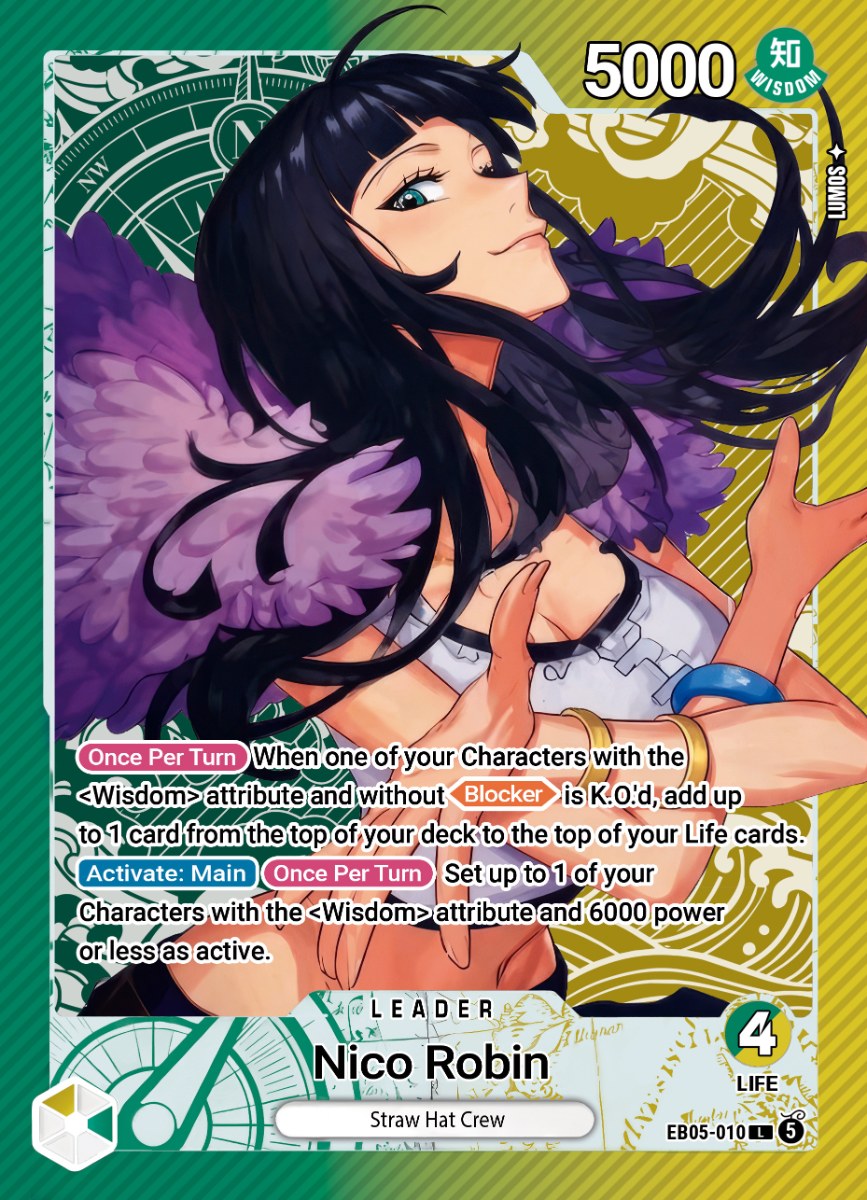 5000
知
WISDOM
LUMOS
N
NW
Once Per Turn When one of your Characters with the
<Wisdom> attribute and without Blocker is K.O.'d, add up
to 1 card from the top of your deck to the top of your Life cards.
Activate: Main Once Per Turn Set up to 1 of your
Characters with the <Wisdom> attribute and 6000 power
or less as active.
LEADER
Nico Robin
4
LIFE
Straw Hat Crew
EB05-010 L 5